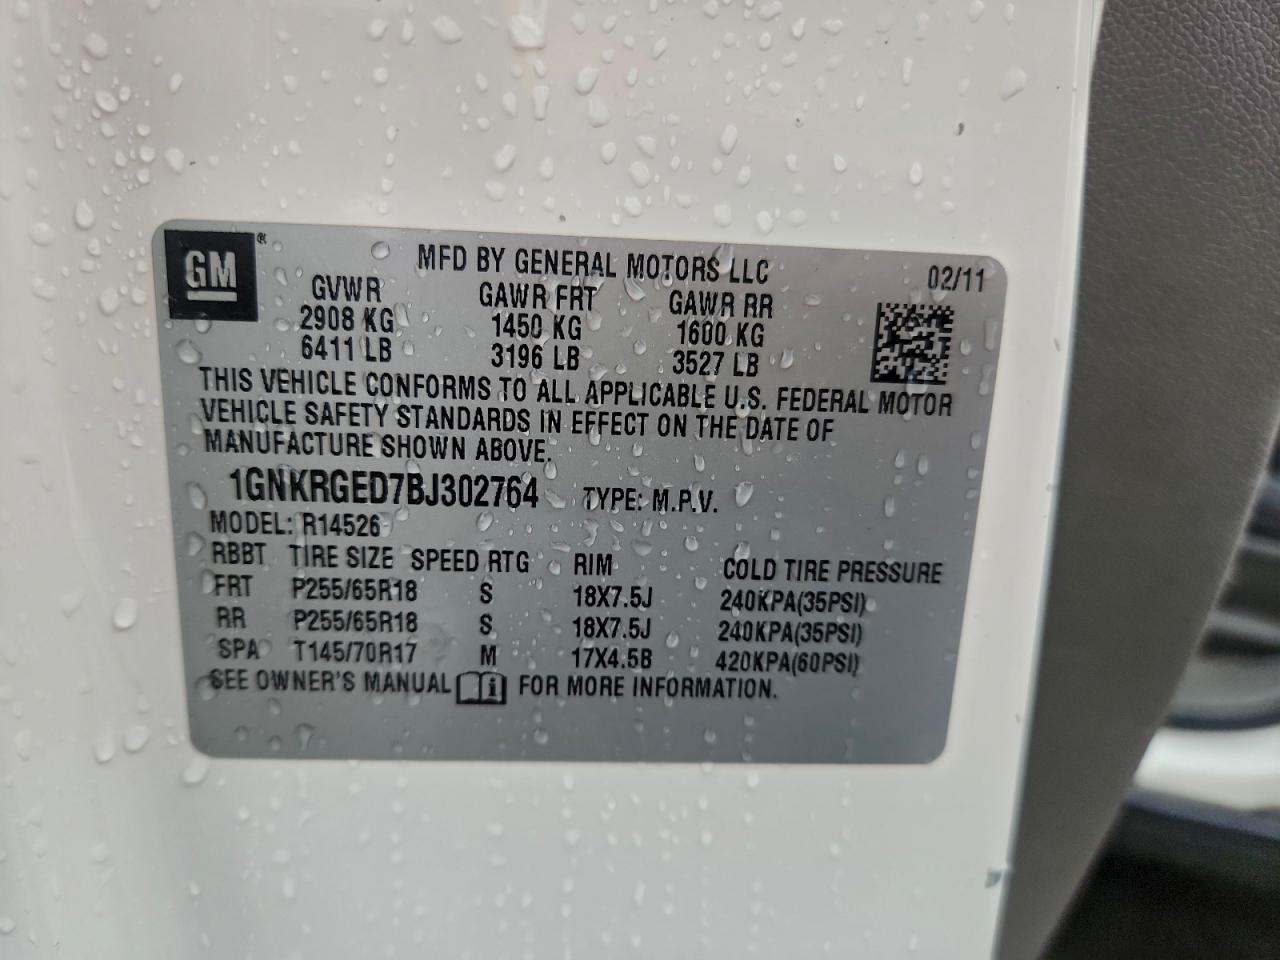 GM®
MFD BY GENERAL MOTORS LLC 02/11
GVWR GAWR FRT GAWR RR
2908 KG 1450 KG 1600 KG
6411 LB 3196 LB 3527 LB
THIS VEHICLE CONFORMS TO ALL APPLICABLE U.S. FEDERAL MOTOR
VEHICLE SAFETY STANDARDS IN EFFECT ON THE DATE OF
MANUFACTURE SHOWN ABOVE.
1GNKRGED7BJ302764 TYPE: M.P.V.
MODEL: R14526
RBBT TIRE SIZE SPEED RTG RIM COLD TIRE PRESSURE
FRT P255/65R18 S 18X7.5J 240KPA(35PSI)
RR P255/65R18 S 18X7.5J 240KPA(35PSI)
SPA T145/70R17 M 17X4.5B 420KPA(60PSI)
SEE OWNER'S MANUAL i FOR MORE INFORMATION.